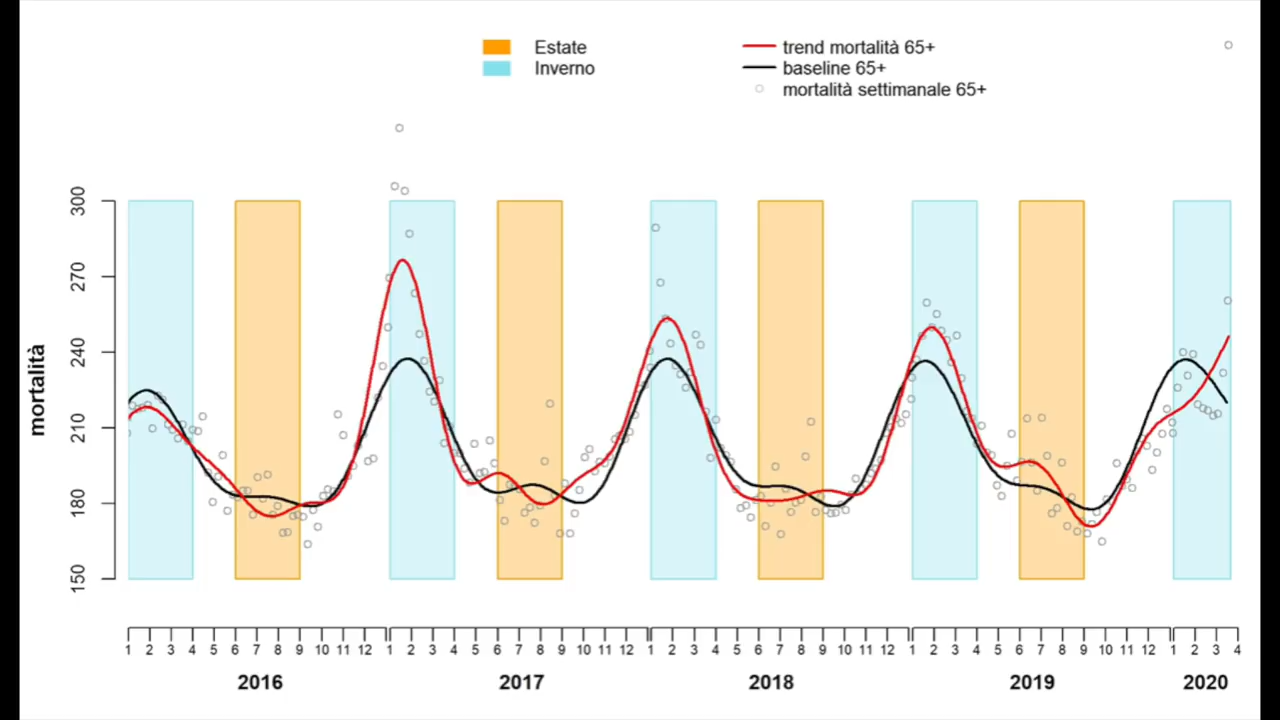 Estate
Inverno
trend mortalità 65+
baseline 65+
mortalità settimanale 65+
mortalità
300
270
240
210
180
150
1 2 3 4 5 6 7 8 9 10 11 12 1 2 3 4 5 6 7 8 9 10 11 12 1 2 3 4 5 6 7 8 9 10 11 12 1 2 3 4 5 6 7 8 9 10 11 12 1 2 3 4
2016 2017 2018 2019 2020